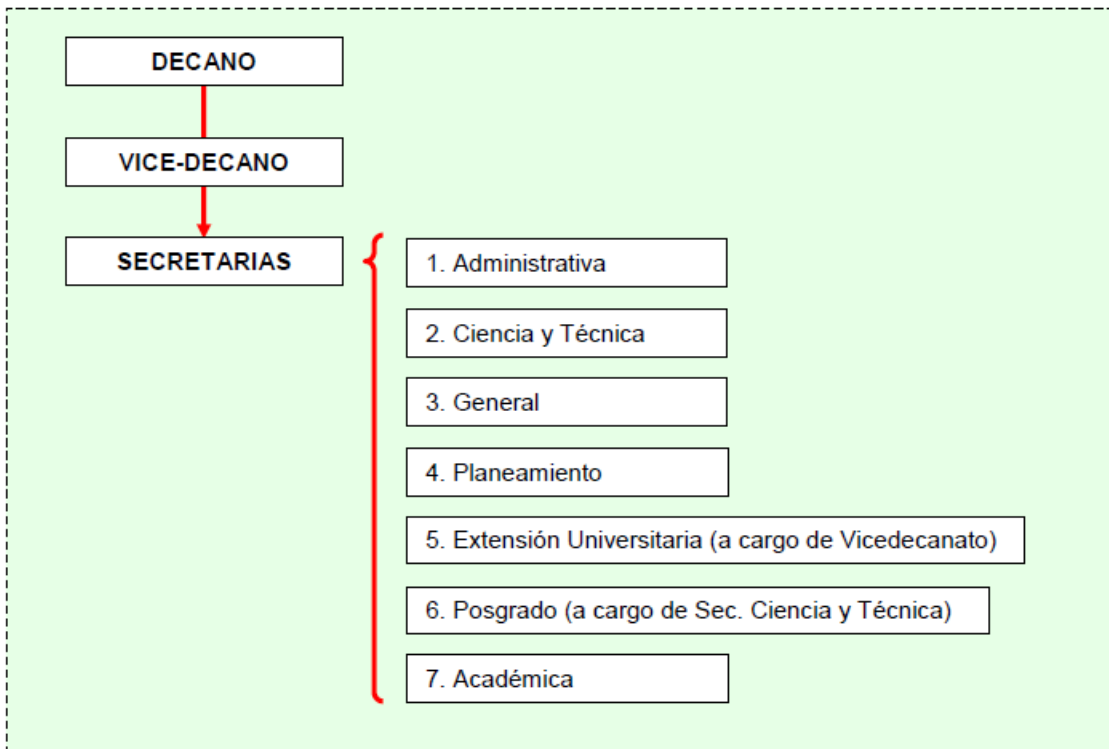 DECANO
VICE-DECANO
SECRETARIAS
1. Administrativa
2. Ciencia y Técnica
3. General
4. Planeamiento
5. Extensión Universitaria (a cargo de Vicedecanato)
6. Posgrado (a cargo de Sec. Ciencia y Técnica)
7. Académica